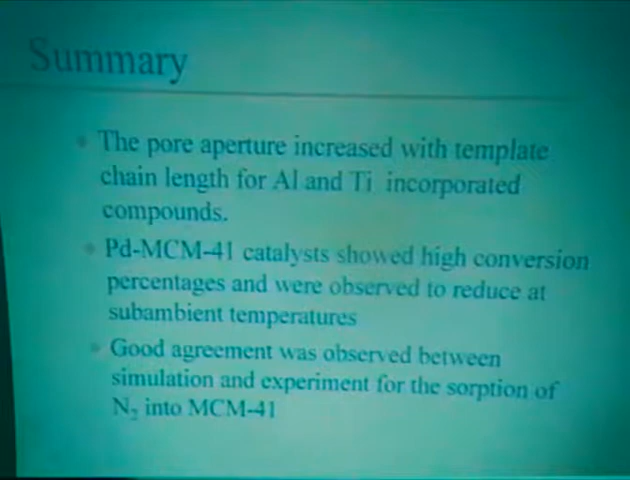 Summary
The pore aperture increased with template
chain length for Al and Ti incorporated
compounds.
Pd-MCM-41 catalysts showed high conversion
percentages and were observed to reduce at
subambient temperatures
Good agreement was observed between
simulation and experiment for the sorption of
N₂ into MCM-41